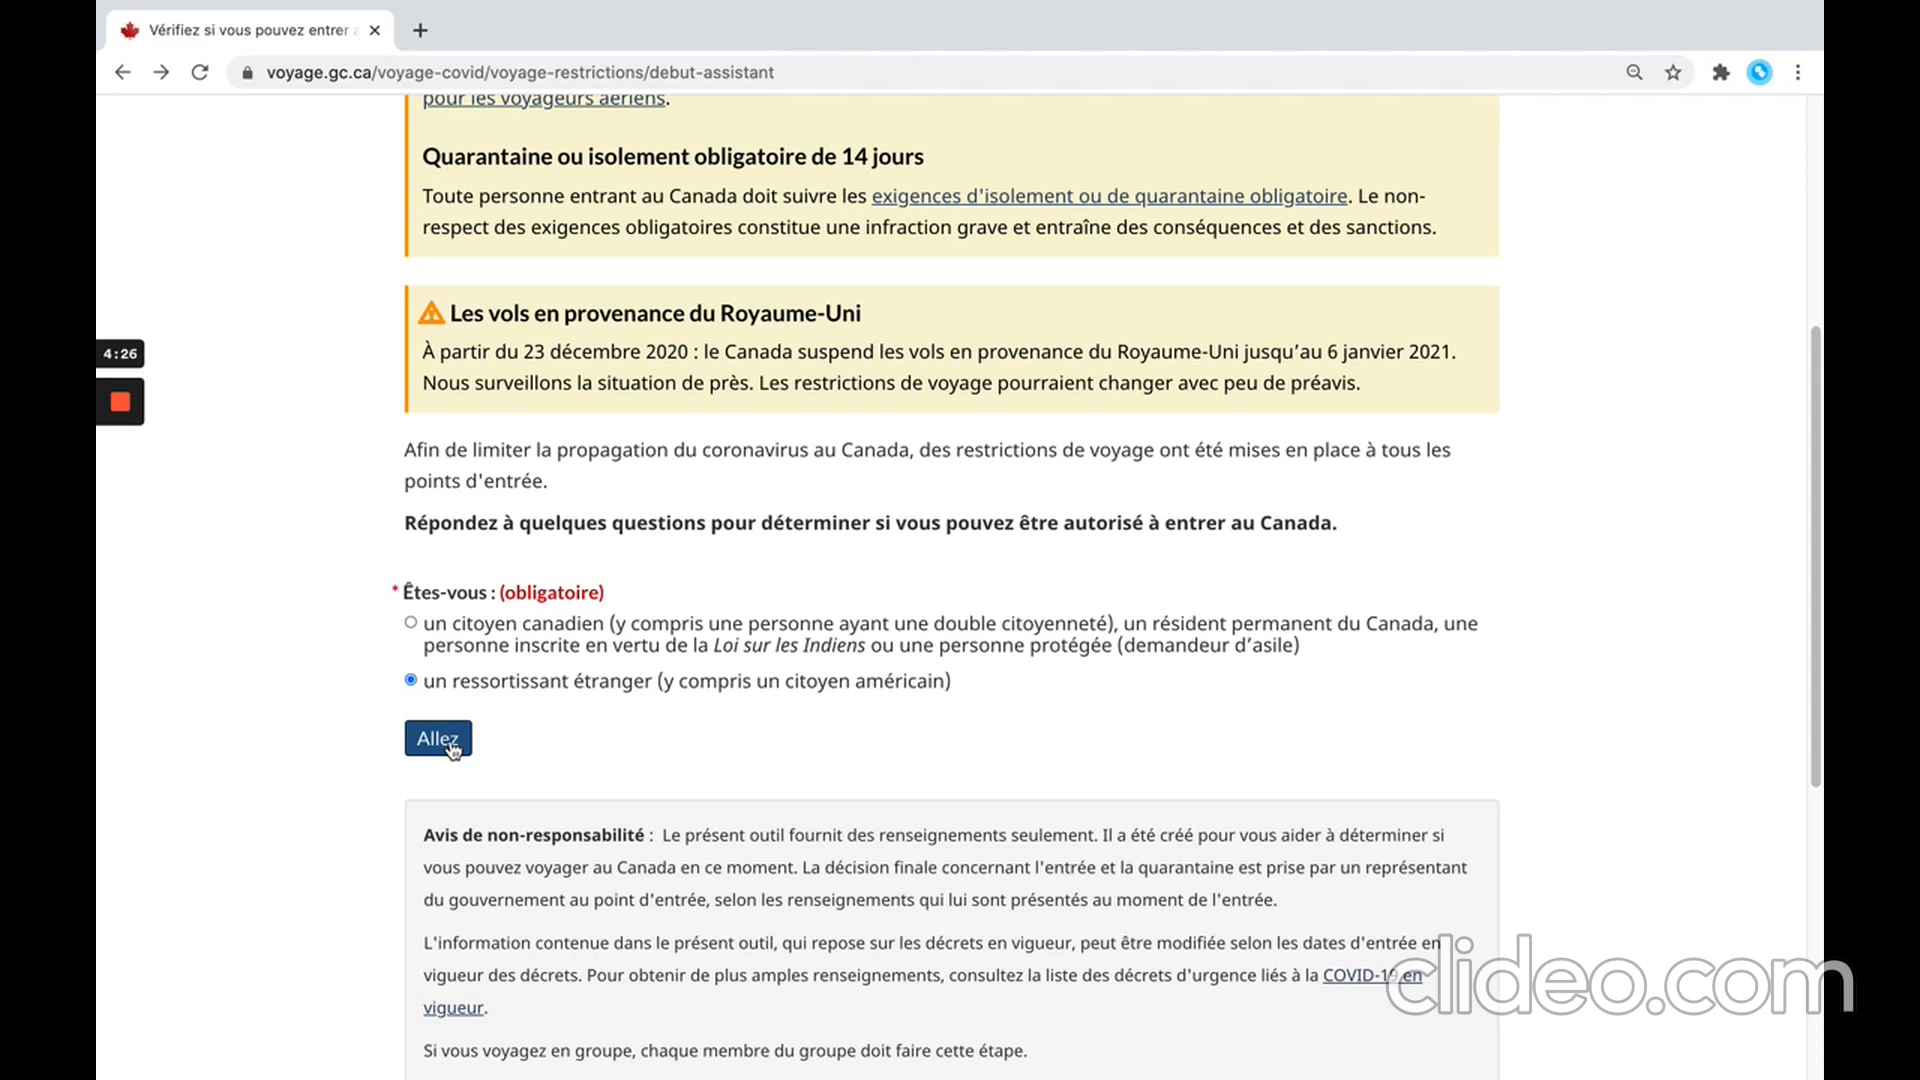 Vérifiez si vous pouvez entrer a
voyage.gc.ca/voyage-covid/voyage-restrictions/debut-assistant
pour les voyageurs aériens.
Quarantaine ou isolement obligatoire de 14 jours
Toute personne entrant au Canada doit suivre les exigences d'isolement ou de quarantaine obligatoire. Le non-
respect des exigences obligatoires constitue une infraction grave et entraîne des conséquences et des sanctions.
Les vols en provenance du Royaume-Uni
4:26
À partir du 23 décembre 2020 : le Canada suspend les vols en provenance du Royaume-Uni jusqu’au 6 janvier 2021.
Nous surveillons la situation de près. Les restrictions de voyage pourraient changer avec peu de préavis.
Afin de limiter la propagation du coronavirus au Canada, des restrictions de voyage ont été mises en place à tous les
points d'entrée.
Répondez à quelques questions pour déterminer si vous pouvez être autorisé à entrer au Canada.
* Êtes-vous : (obligatoire)
un citoyen canadien (y compris une personne ayant une double citoyenneté), un résident permanent du Canada, une
personne inscrite en vertu de la Loi sur les Indiens ou une personne protégée (demandeur d’asile)
un ressortissant étranger (y compris un citoyen américain)
Allez
Avis de non-responsabilité : Le présent outil fournit des renseignements seulement. Il a été créé pour vous aider à déterminer si
vous pouvez voyager au Canada en ce moment. La décision finale concernant l'entrée et la quarantaine est prise par un représentant
du gouvernement au point d'entrée, selon les renseignements qui lui sont présentés au moment de l'entrée.
L'information contenue dans le présent outil, qui repose sur les décrets en vigueur, peut être modifiée selon les dates d'entrée en
vigueur des décrets. Pour obtenir de plus amples renseignements, consultez la liste des décrets d'urgence liés à la COVID-19 en
vigueur.
Si vous voyagez en groupe, chaque membre du groupe doit faire cette étape.
clideo.com